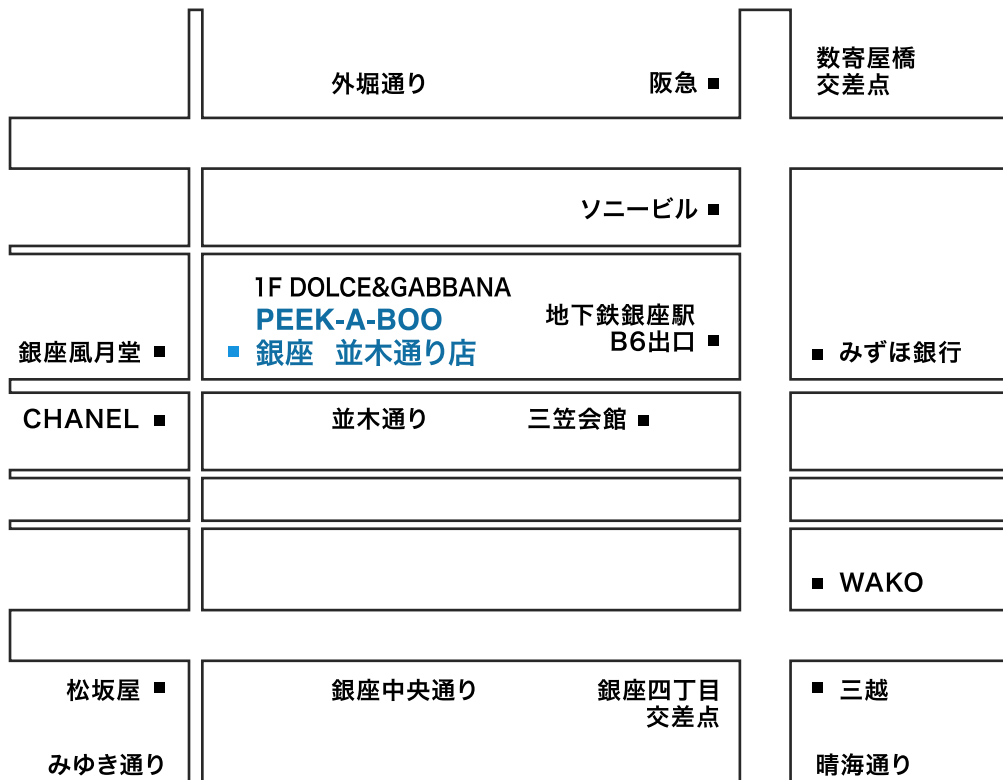 外堀通り
阪急
数寄屋橋
交差点
ソニービル
1F DOLCE&GABBANA
PEEK-A-BOO
銀座 並木通り店
地下鉄銀座駅
B6出口
銀座風月堂
みずほ銀行
CHANEL
並木通り
三笠会館
WAKO
松坂屋
銀座中央通り
銀座四丁目
交差点
三越
みゆき通り
晴海通り